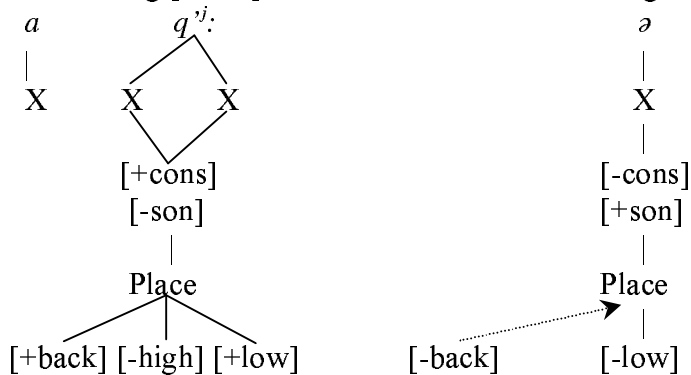 a q’ʲ: ə
X X X X
[+cons] [-cons]
[-son] [+son]
Place Place
[+back] [-high] [+low] [-back] [-low]